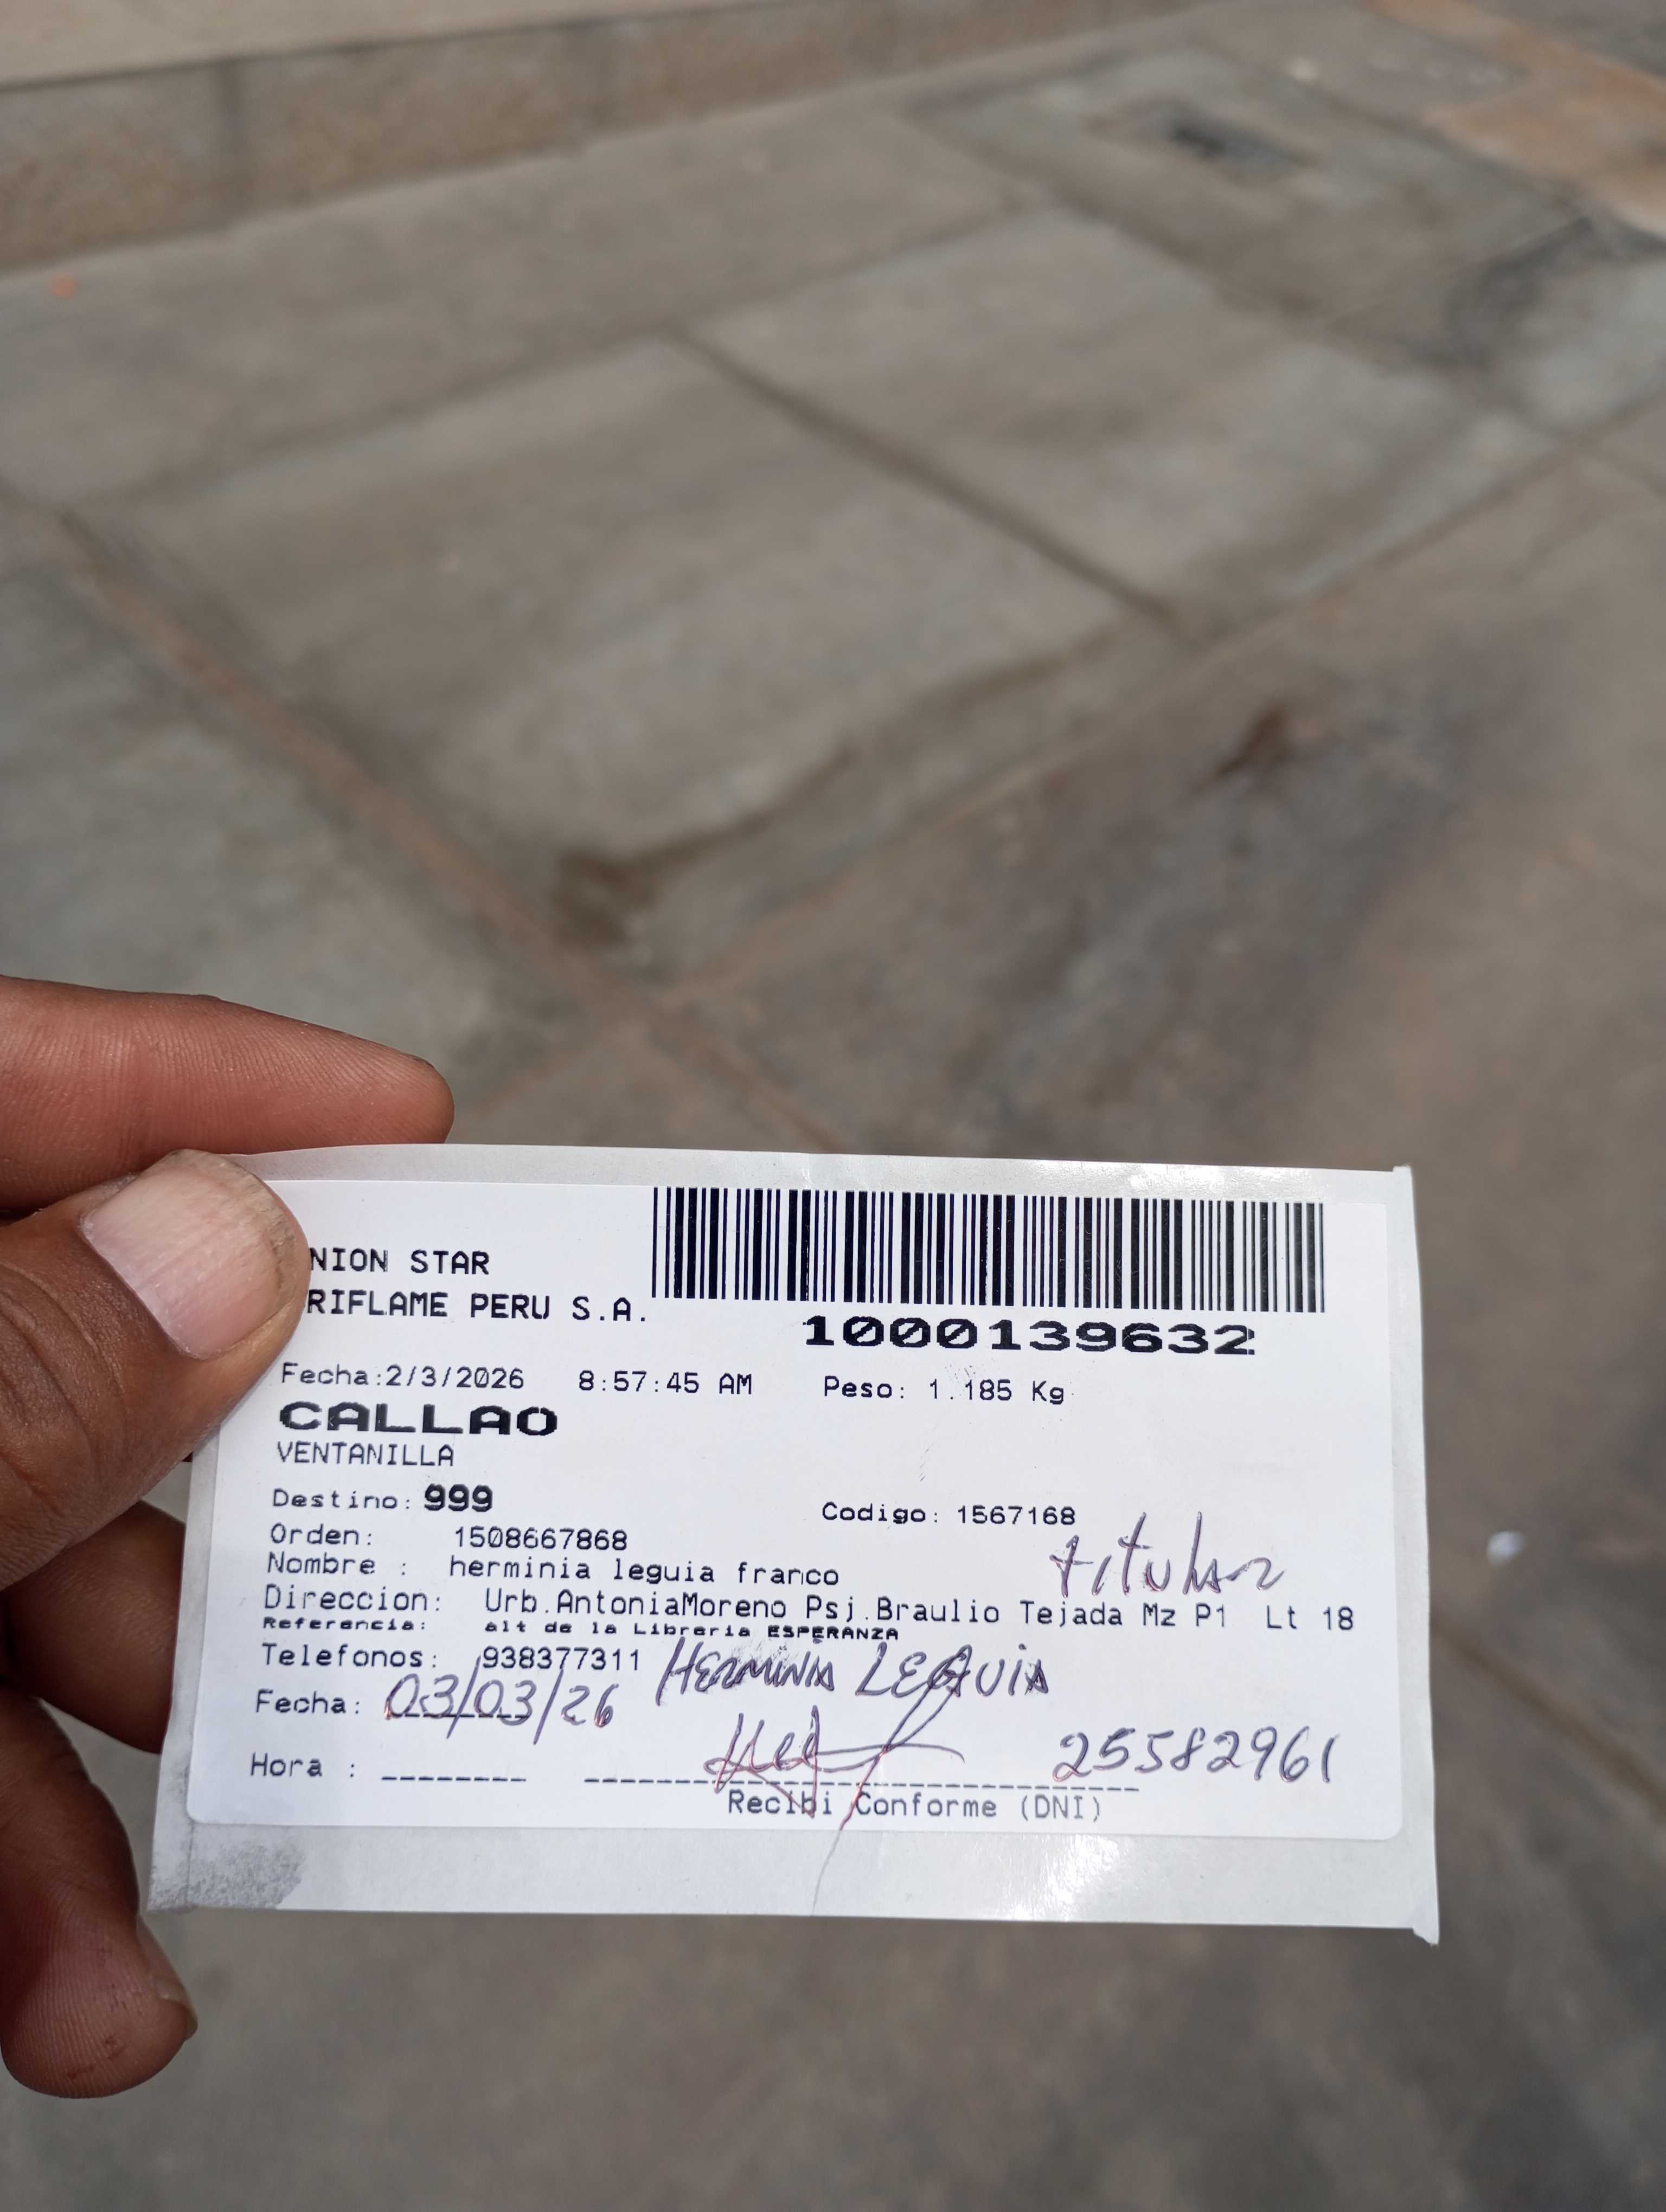 NION STAR
RIFLAME PERU S.A.
1000139632
Fecha:2/3/2026 8:57:45 AM Peso: 1.185 Kg
CALLAO
VENTANILLA
Destino: 999 Codigo: 1567168
Orden: 1508667868
titular
Nombre : herminia leguia franco
Direccion: Urb.AntoniaMoreno Psj.Braulio Tejada Mz P1 Lt 18
Referencia: alt de la Libreria ESPERANZA
Telefonos: 938377311 HERMINIA LEGUIA
Fecha: 03/03/26
Hora : 25582961
Recibi Conforme (DNI)